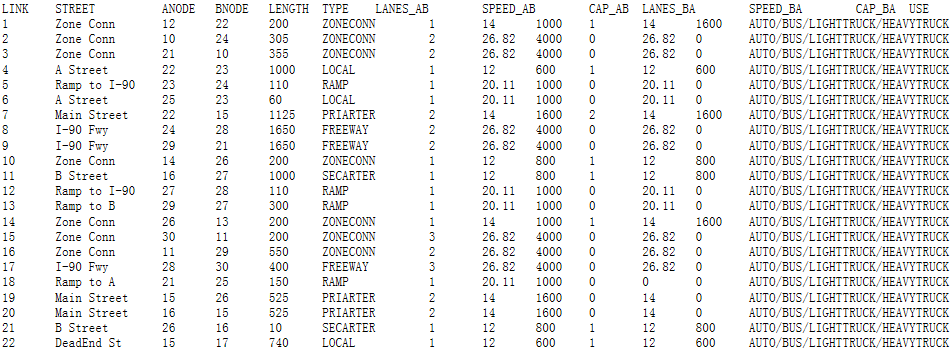 LINK STREET ANODE BNODE LENGTH TYPE LANES_AB SPEED_AB CAP_AB LANES_BA SPEED_BA CAP_BA USE
1 Zone Conn 12 22 200 ZONECONN 1 14 1000 1 14 1600 AUTO/BUS/LIGHTTRUCK/HEAVYTRUCK
2 Zone Conn 10 24 305 ZONECONN 2 26.82 4000 0 26.82 0 AUTO/BUS/LIGHTTRUCK/HEAVYTRUCK
3 Zone Conn 21 10 355 ZONECONN 2 26.82 4000 0 26.82 0 AUTO/BUS/LIGHTTRUCK/HEAVYTRUCK
4 A Street 22 23 1000 LOCAL 1 12 600 1 12 600 AUTO/BUS/LIGHTTRUCK/HEAVYTRUCK
5 Ramp to I-90 23 24 110 RAMP 1 20.11 1000 0 20.11 0 AUTO/BUS/LIGHTTRUCK/HEAVYTRUCK
6 A Street 25 23 60 LOCAL 1 20.11 1000 0 20.11 0 AUTO/BUS/LIGHTTRUCK/HEAVYTRUCK
7 Main Street 22 15 1125 PRIARTER 2 14 1600 2 14 1600 AUTO/BUS/LIGHTTRUCK/HEAVYTRUCK
8 I-90 Fwy 24 28 1650 FREEWAY 2 26.82 4000 0 26.82 0 AUTO/BUS/LIGHTTRUCK/HEAVYTRUCK
9 I-90 Fwy 29 21 1650 FREEWAY 2 26.82 4000 0 26.82 0 AUTO/BUS/LIGHTTRUCK/HEAVYTRUCK
10 Zone Conn 14 26 200 ZONECONN 1 12 800 1 12 800 AUTO/BUS/LIGHTTRUCK/HEAVYTRUCK
11 B Street 16 27 1000 SECARTER 1 12 800 1 12 800 AUTO/BUS/LIGHTTRUCK/HEAVYTRUCK
12 Ramp to I-90 27 28 110 RAMP 1 20.11 1000 0 20.11 0 AUTO/BUS/LIGHTTRUCK/HEAVYTRUCK
13 Ramp to B 29 27 300 RAMP 1 20.11 1000 0 20.11 0 AUTO/BUS/LIGHTTRUCK/HEAVYTRUCK
14 Zone Conn 26 13 200 ZONECONN 1 14 1000 1 14 1600 AUTO/BUS/LIGHTTRUCK/HEAVYTRUCK
15 Zone Conn 30 11 200 ZONECONN 3 26.82 4000 0 26.82 0 AUTO/BUS/LIGHTTRUCK/HEAVYTRUCK
16 Zone Conn 11 29 550 ZONECONN 2 26.82 4000 0 26.82 0 AUTO/BUS/LIGHTTRUCK/HEAVYTRUCK
17 I-90 Fwy 28 30 400 FREEWAY 3 26.82 4000 0 26.82 0 AUTO/BUS/LIGHTTRUCK/HEAVYTRUCK
18 Ramp to A 21 25 150 RAMP 1 20.11 1000 0 0 0 AUTO/BUS/LIGHTTRUCK/HEAVYTRUCK
19 Main Street 15 26 525 PRIARTER 2 14 1600 0 14 0 AUTO/BUS/LIGHTTRUCK/HEAVYTRUCK
20 Main Street 16 15 525 PRIARTER 2 14 1600 0 14 0 AUTO/BUS/LIGHTTRUCK/HEAVYTRUCK
21 B Street 26 16 10 SECARTER 1 12 800 1 12 800 AUTO/BUS/LIGHTTRUCK/HEAVYTRUCK
22 DeadEnd St 15 17 740 LOCAL 1 12 600 1 12 600 AUTO/BUS/LIGHTTRUCK/HEAVYTRUCK